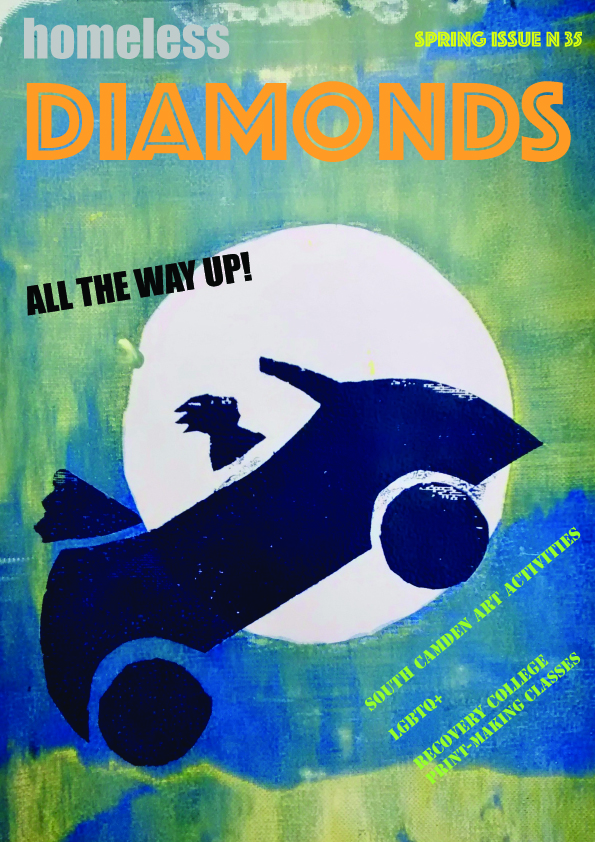 homeless
SPRING ISSUE N 35
DIAMONDS
ALL THE WAY UP!
SOUTH CAMDEN ART ACTIVITIES
LGBTQ+
RECOVERY COLLEGE
PRINT-MAKING CLASSES